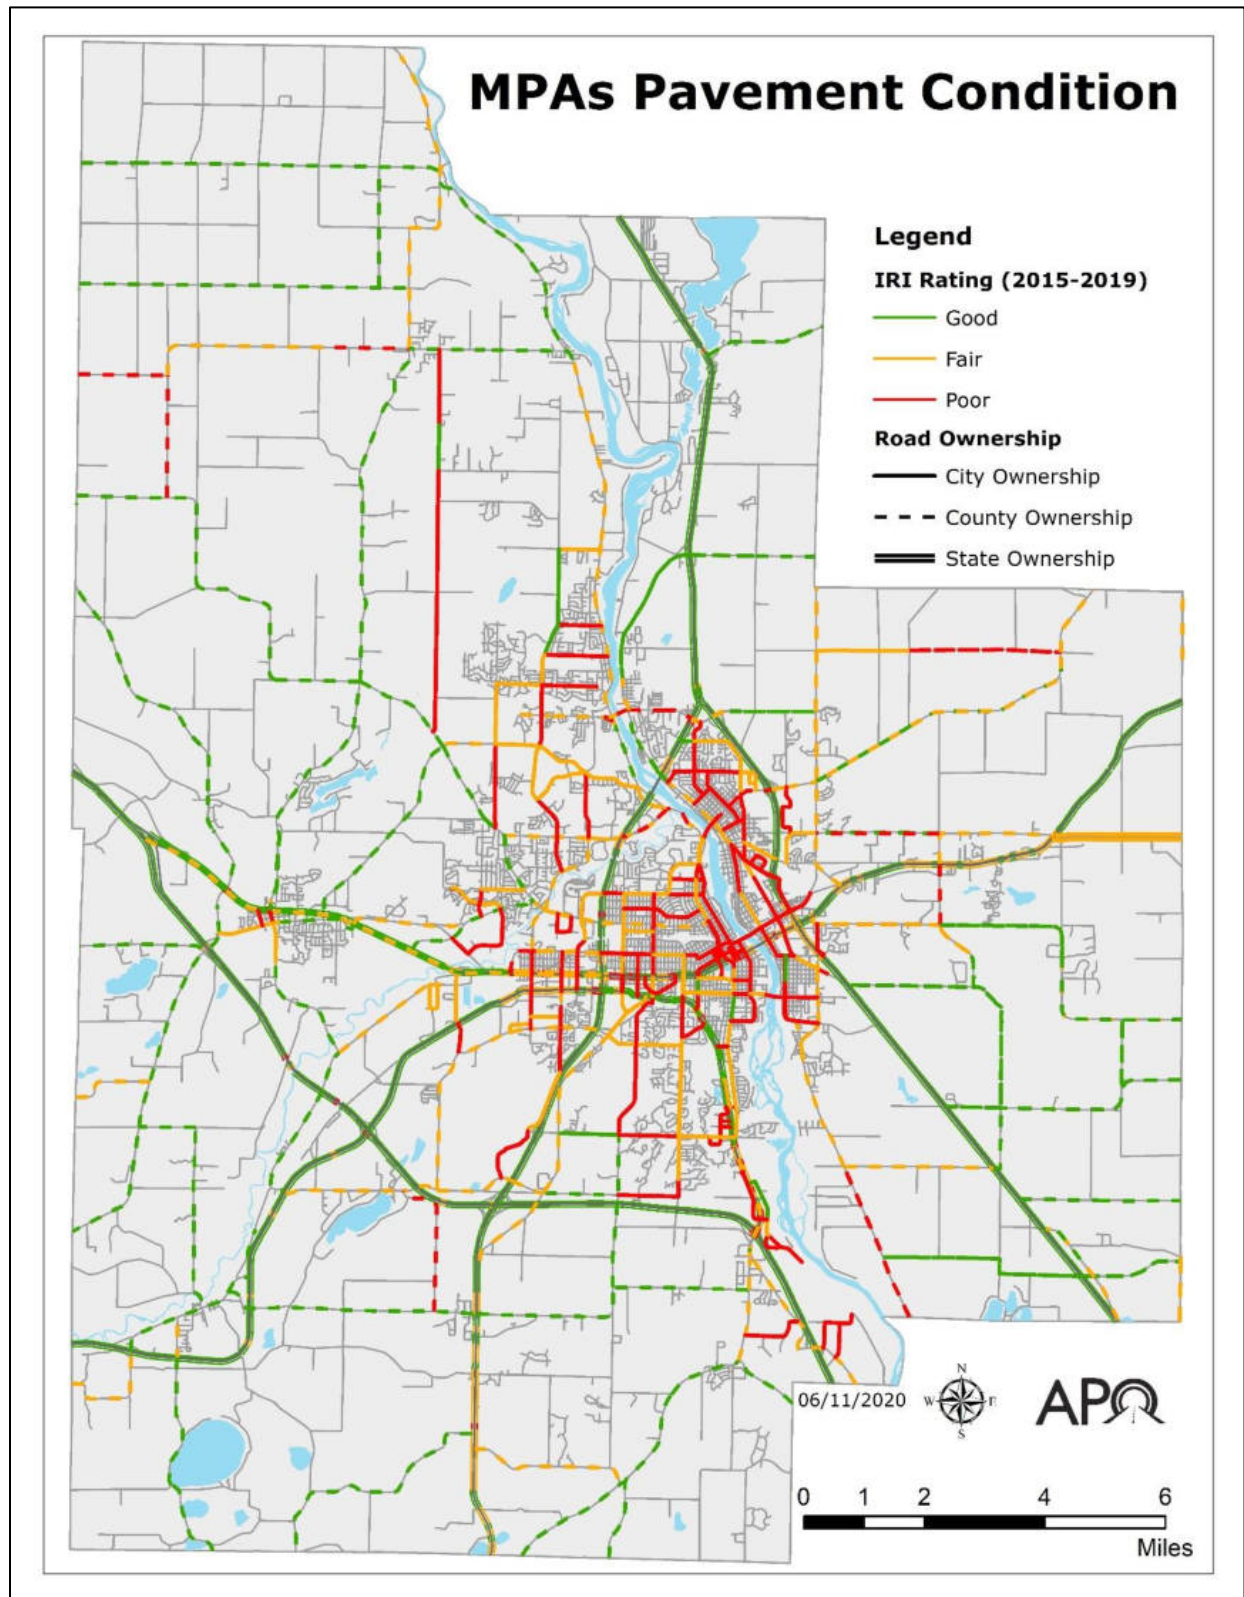 MPAs Pavement Condition
Legend
IRI Rating (2015-2019)
Good
Fair
Poor
Road Ownership
City Ownership
County Ownership
State Ownership
06/11/2020
N
W E
S
APO
0 1 2 4 6
Miles